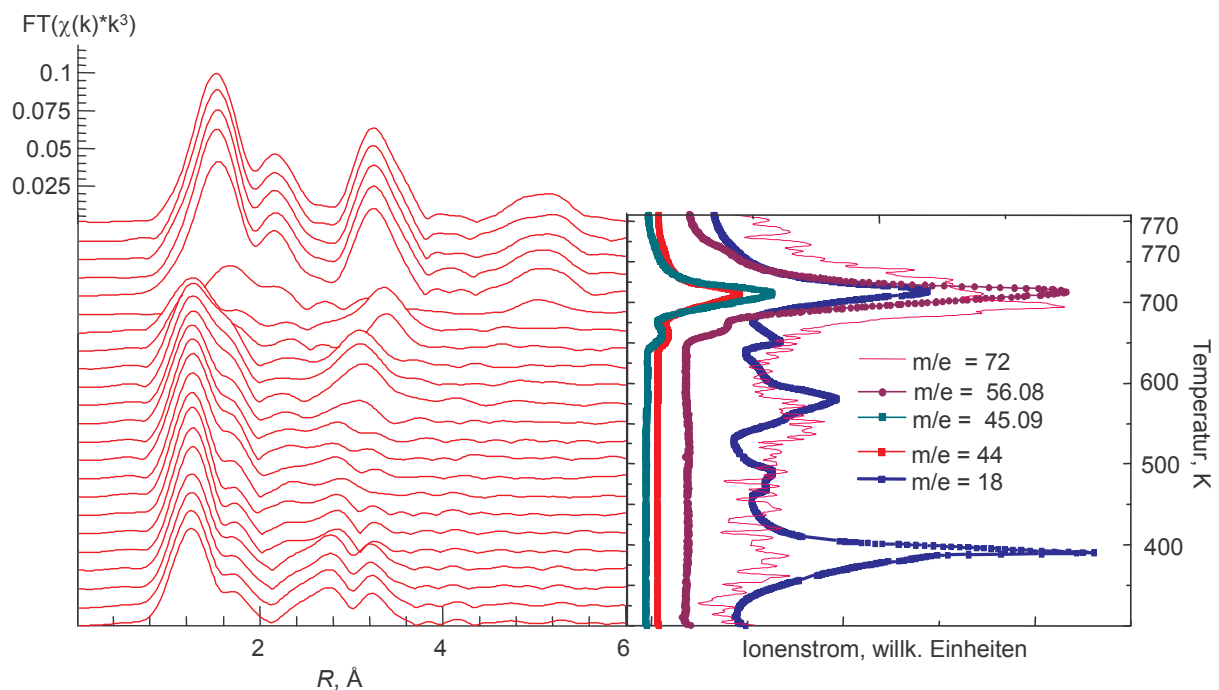 FT(χ(k)*k³)
0.1
0.075
0.05
0.025
2
4
6
R, Å
770
770
700
600
500
400
Temperatur, K
m/e = 72
m/e = 56.08
m/e = 45.09
m/e = 44
m/e = 18
Ionenstrom, willk. Einheiten